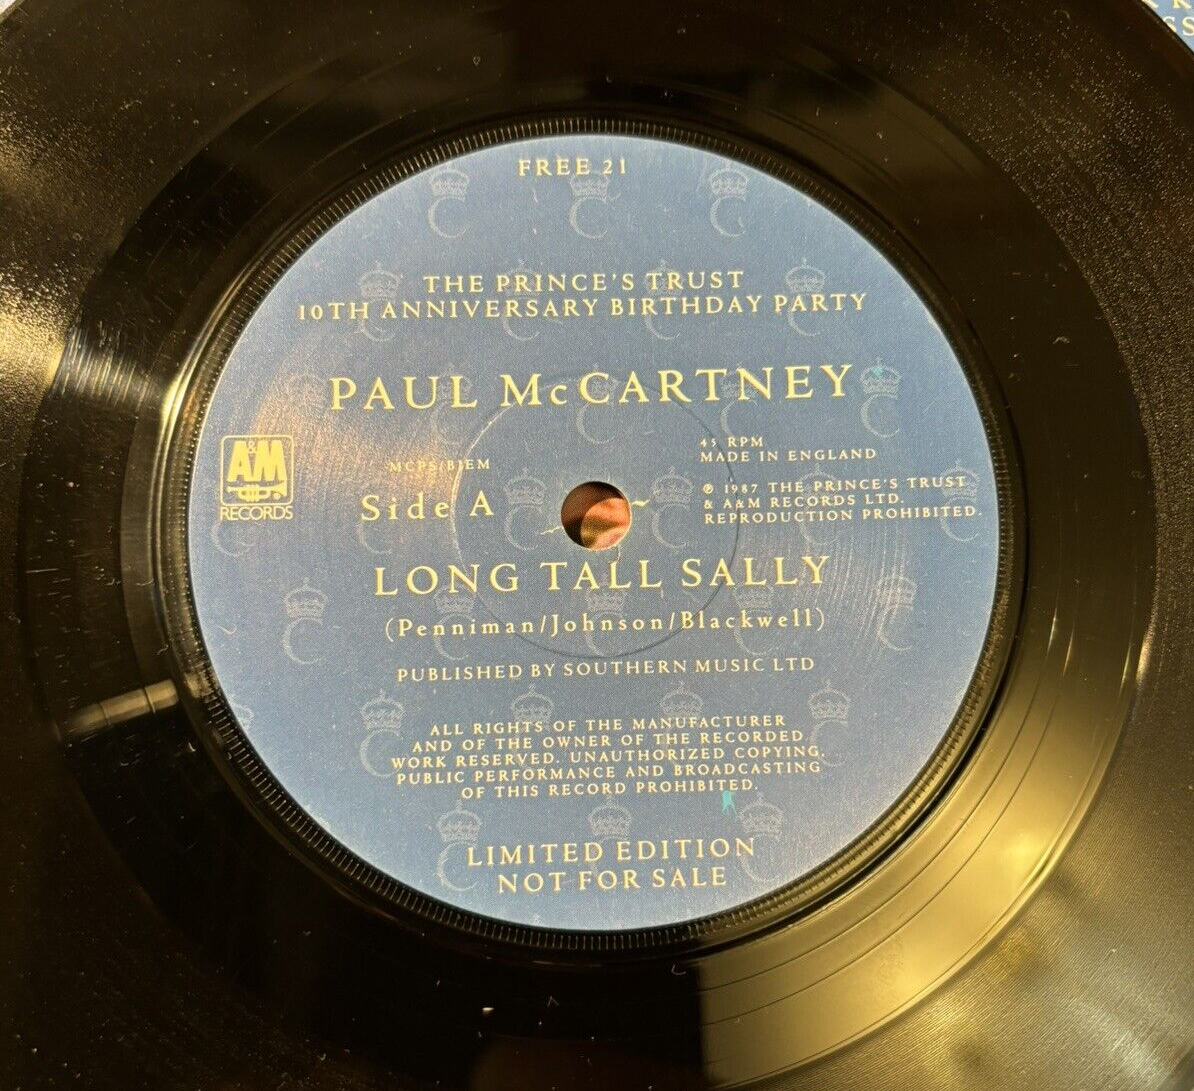 FREE 21
THE PRINCE'S TRUST
10TH ANNIVERSARY BIRTHDAY PARTY
PAUL McCARTNEY
A&M
RECORDS
MCPS/BIEM
Side A
45 RPM
MADE IN ENGLAND
℗ 1987 THE PRINCE'S TRUST
& A&M RECORDS LTD.
REPRODUCTION PROHIBITED.
LONG TALL SALLY
(Penniman/Johnson/Blackwell)
PUBLISHED BY SOUTHERN MUSIC LTD
ALL RIGHTS OF THE MANUFACTURER
AND OF THE OWNER OF THE RECORDED
WORK RESERVED. UNAUTHORIZED COPYING,
PUBLIC PERFORMANCE AND BROADCASTING
OF THIS RECORD PROHIBITED.
LIMITED EDITION
NOT FOR SALE